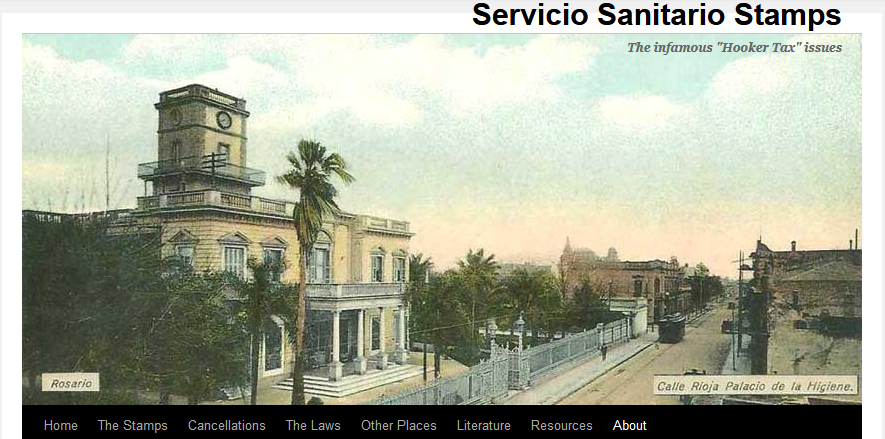 Servicio Sanitario Stamps
The infamous "Hooker Tax" issues
Rosario
Calle Rioja Palacio de la Higiene.
Home The Stamps Cancellations The Laws Other Places Literature Resources About